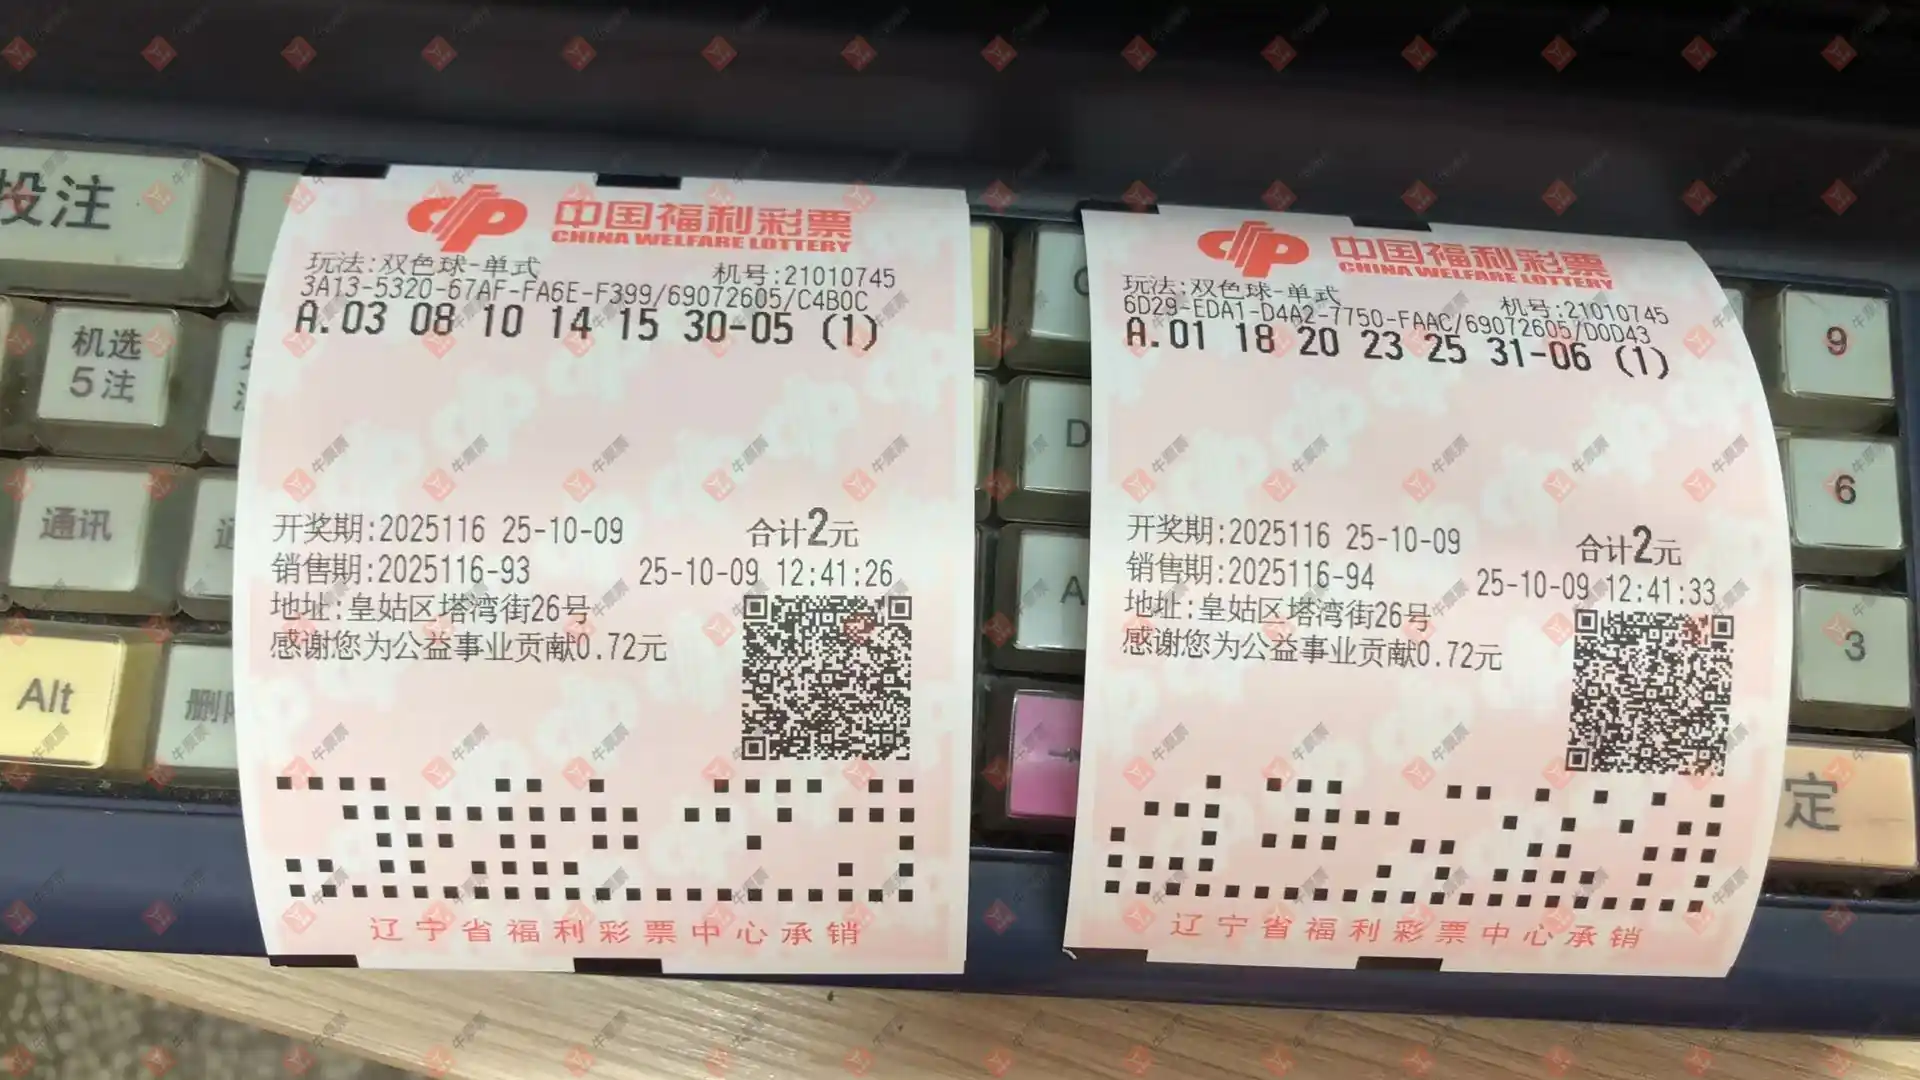 投注
机选
5注
通讯
Alt
中国福利彩票
CHINA WELFARE LOTTERY
玩法:双色球-单式 机号:21010745
3A13-5320-67AF-FA6E-F399/69072605/C4B0C
A.03 08 10 14 15 30-05 (1)
开奖期:2025116 25-10-09 合计2元
销售期:2025116-93 25-10-09 12:41:26
地址:皇姑区塔湾街26号
感谢您为公益事业贡献0.72元
辽宁省福利彩票中心承销
中国福利彩票
CHINA WELFARE LOTTERY
玩法:双色球-单式 机号:21010745
6D29-EDA1-D4A2-7750-FAAC/69072605/D0D43
A.01 18 20 23 25 31-06 (1)
开奖期:2025116 25-10-09 合计2元
销售期:2025116-94 25-10-09 12:41:33
地址:皇姑区塔湾街26号
感谢您为公益事业贡献0.72元
辽宁省福利彩票中心承销
D
A
9
6
3
定